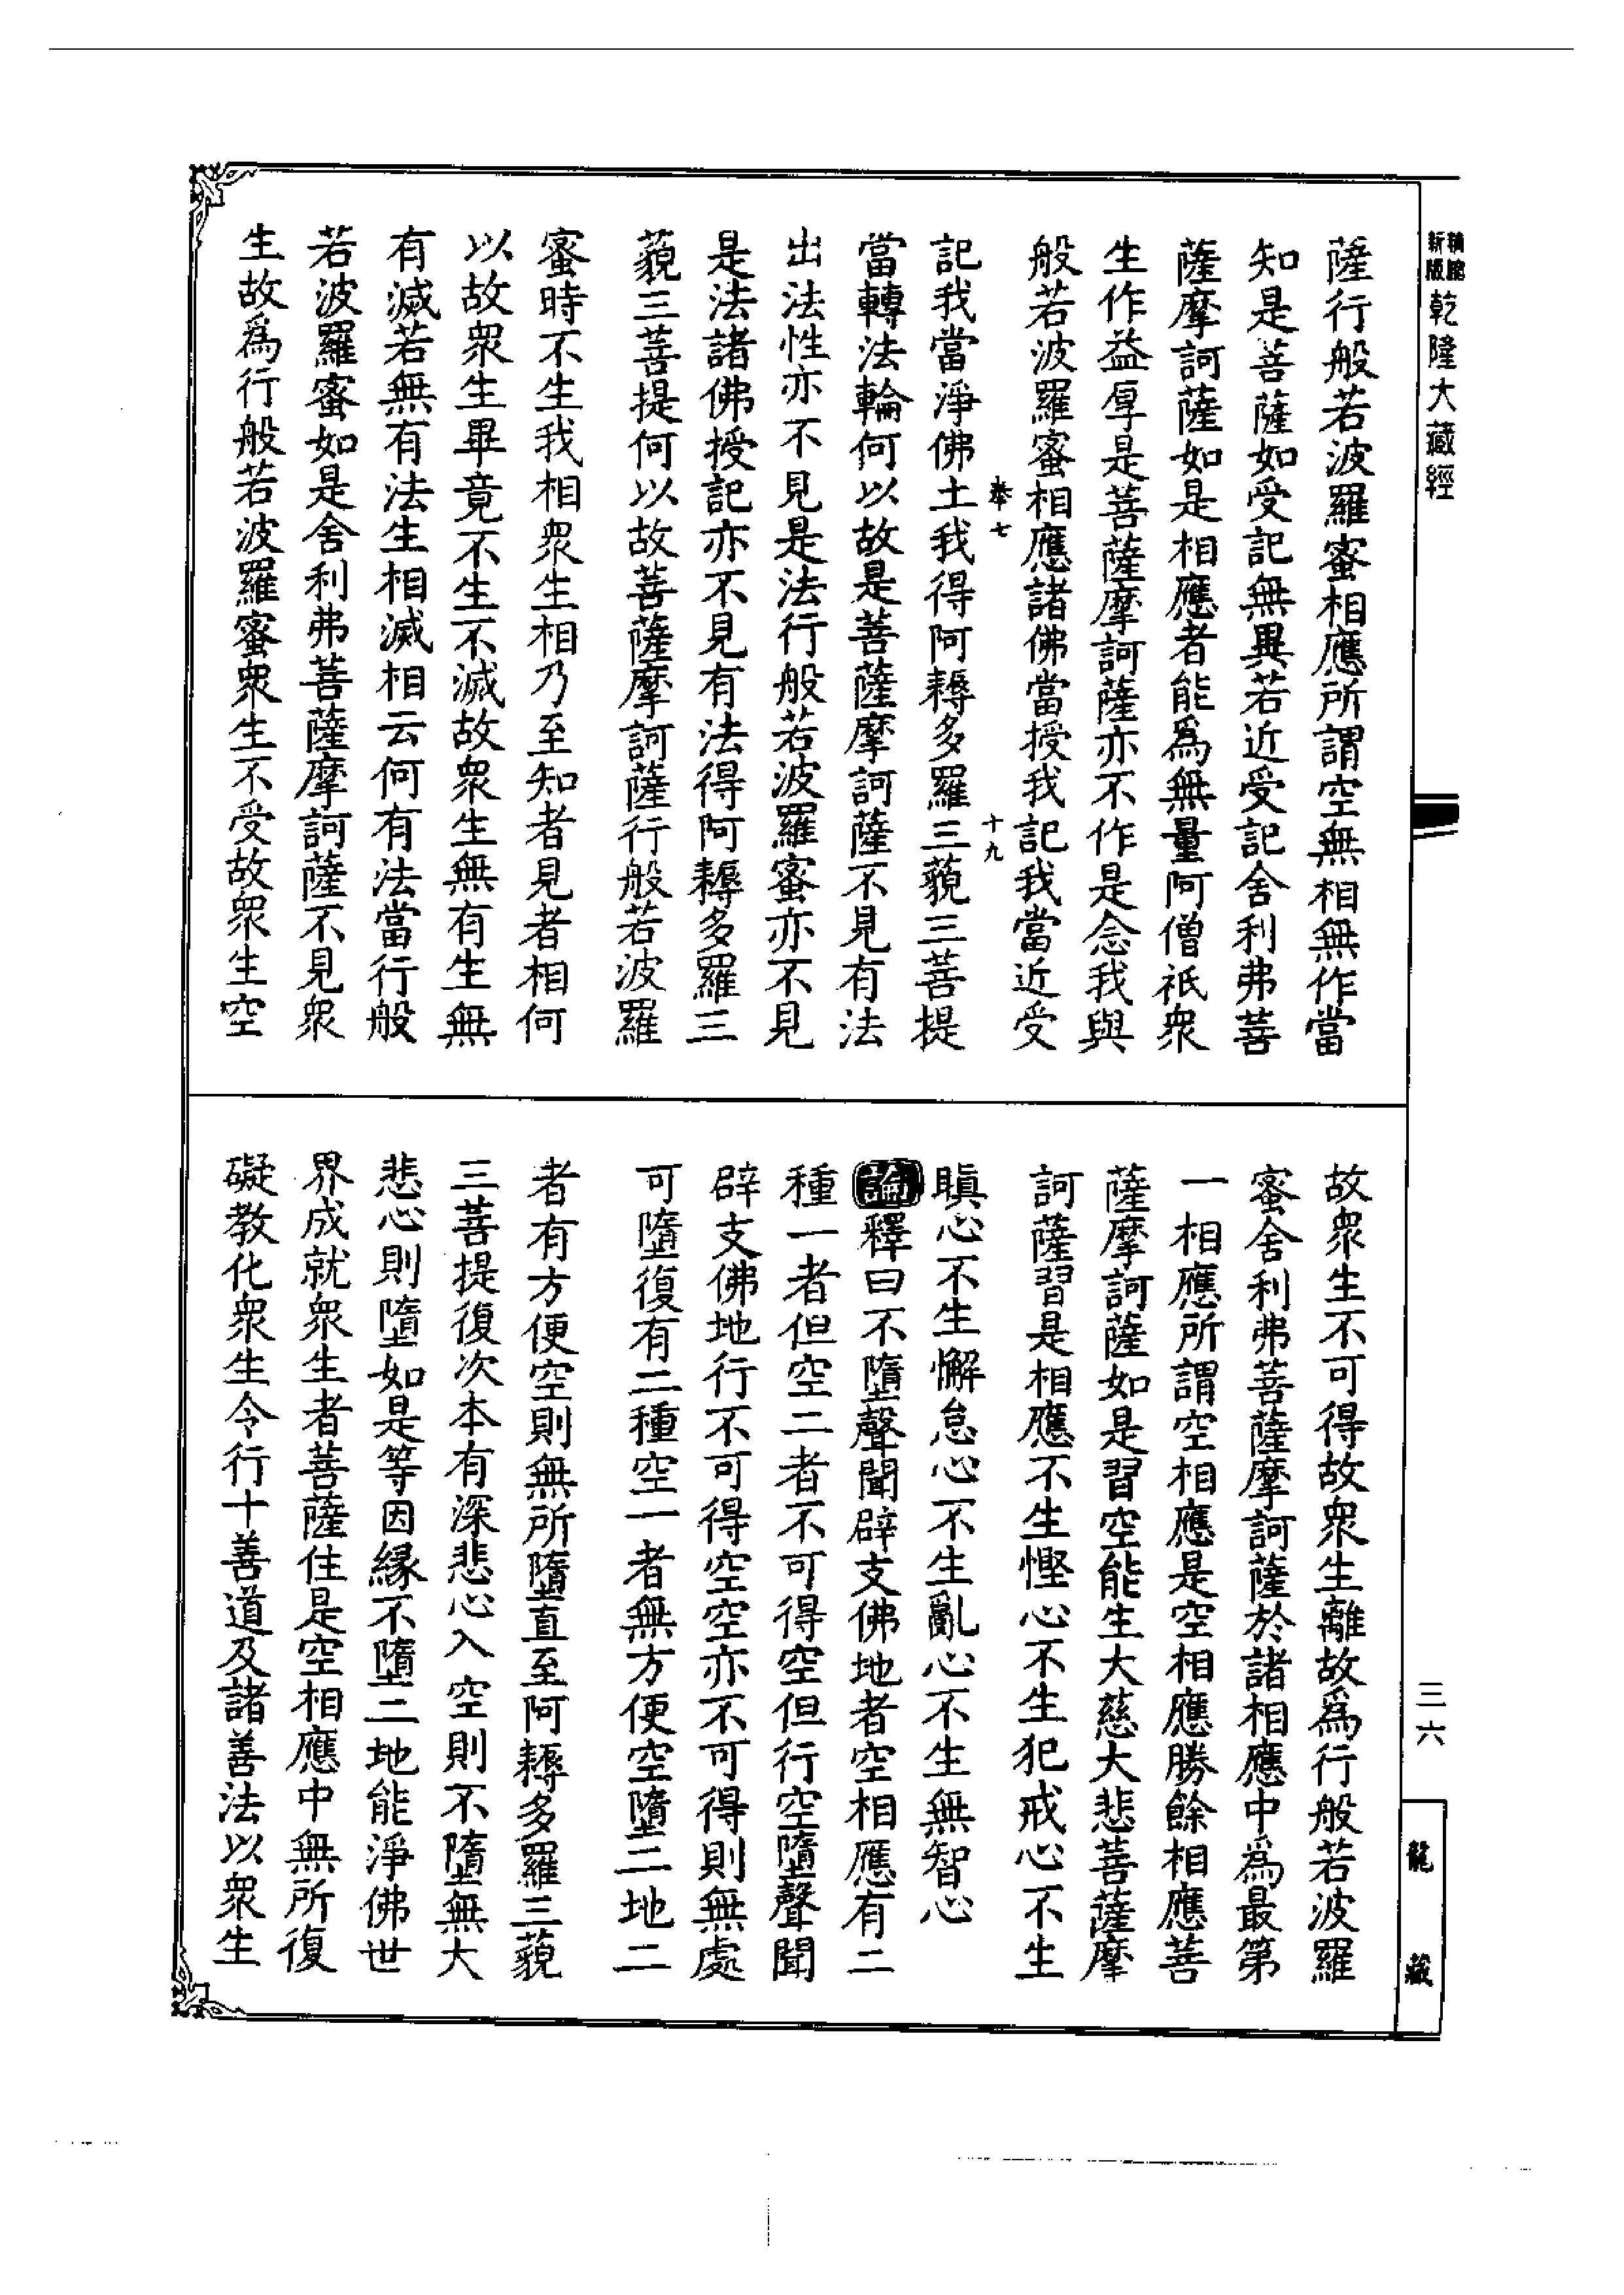 精縮
新版
乾隆大藏經
薩行般若波羅蜜相應所謂空無相無作當
知是菩薩如受記無異若近受記舍利弗菩
薩摩訶薩如是相應者能爲無量阿僧祇衆
生作益厚是菩薩摩訶薩亦不作是念我與
般若波羅蜜相應諸佛當授我記我當近受
奉七
十九
記我當淨佛土我得阿耨多羅三藐三菩提
當轉法輪何以故是菩薩摩訶薩不見有法
出法性亦不見是法行般若波羅蜜亦不見
是法諸佛授記亦不見有法得阿耨多羅三
藐三菩提何以故菩薩摩訶薩行般若波羅
蜜時不生我相衆生相乃至知者見者相何
以故衆生畢竟不生不滅故衆生無有生無
有滅若無有法生相滅相云何有法當行般
若波羅蜜如是舍利弗菩薩摩訶薩不見衆
生故爲行般若波羅蜜衆生不受故衆生空
故衆生不可得故衆生離故爲行般若波羅
蜜舍利弗菩薩摩訶薩於諸相應中爲最第
一相應所謂空相應是空相應勝餘相應菩
薩摩訶薩如是習空能生大慈大悲菩薩摩
訶薩習是相應不生慳心不生犯戒心不生
瞋心不生懈怠心不生亂心不生無智心
論釋曰不墮聲聞辟支佛地者空相應有二
種一者但空二者不可得空但行空墮聲聞
辟支佛地行不可得空空亦不可得則無處
可墮復有二種空一者無方便空墮二地二
者有方便空則無所墮直至阿耨多羅三藐
三菩提復次本有深悲心入空則不墮無大
悲心則墮如是等因緣不墮二地能淨佛世
界成就衆生者菩薩住是空相應中無所復
礙教化衆生令行十善道及諸善法以衆生
三六
龍藏